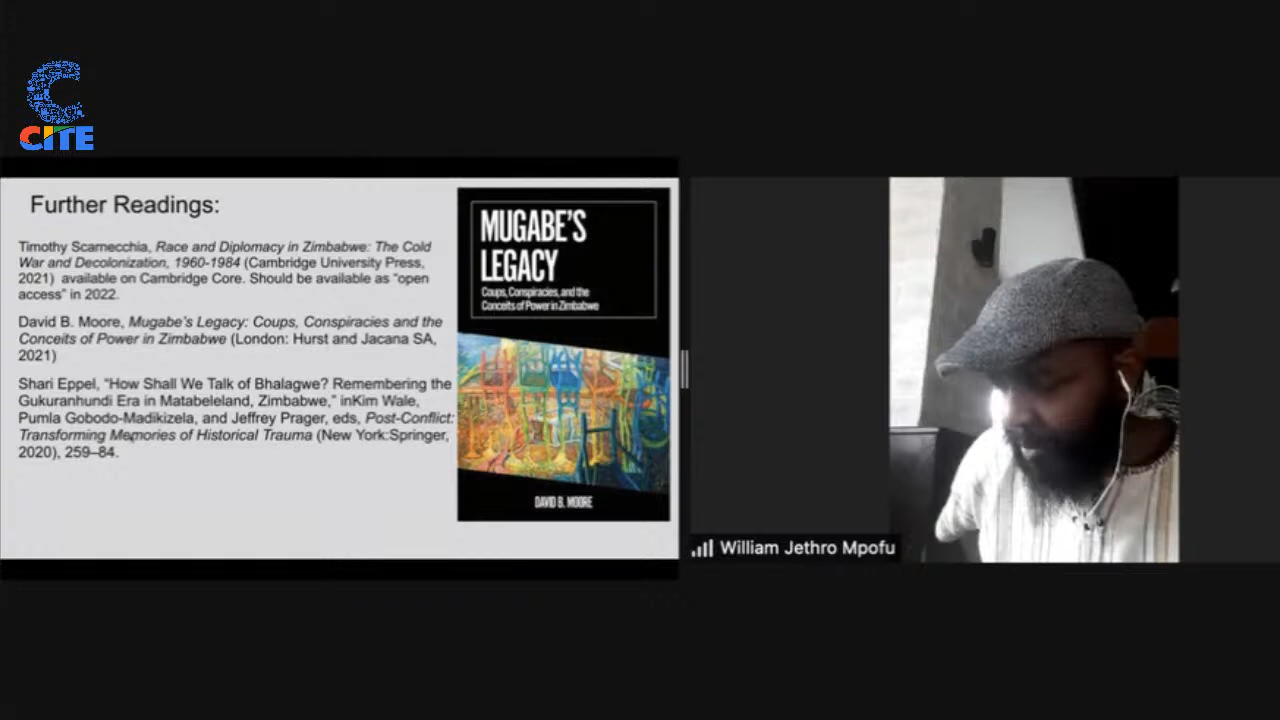 CITE
Further Readings:
Timothy Scarnecchia, Race and Diplomacy in Zimbabwe: The Cold
War and Decolonization, 1960-1984 (Cambridge University Press,
2021) available on Cambridge Core. Should be available as "open
access" in 2022.
David B. Moore, Mugabe's Legacy: Coups, Conspiracies and the
Conceits of Power in Zimbabwe (London: Hurst and Jacana SA,
2021)
Shari Eppel, "How Shall We Talk of Bhalagwe? Remembering the
Gukuranhundi Era in Matabeleland, Zimbabwe," inKim Wale,
Pumla Gobodo-Madikizela, and Jeffrey Prager, eds, Post-Conflict:
Transforming Memories of Historical Trauma (New York:Springer,
2020), 259–84.
MUGABE'S
LEGACY
Coups, Conspiracies, and the
Conceits of Power in Zimbabwe
DAVID B. MOORE
William Jethro Mpofu